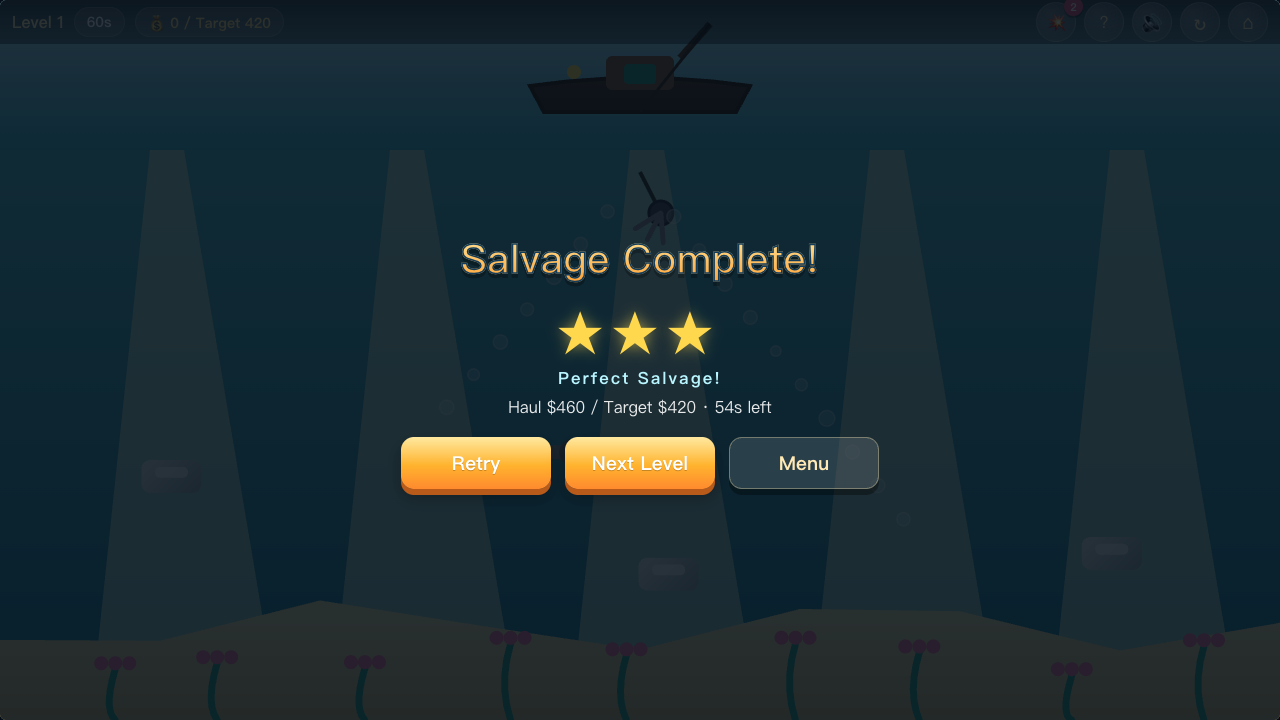 Level 1 60s 0 / Target 420 2 ?
Salvage Complete!
Perfect Salvage!
Haul $460 / Target $420 · 54s left
Retry Next Level Menu